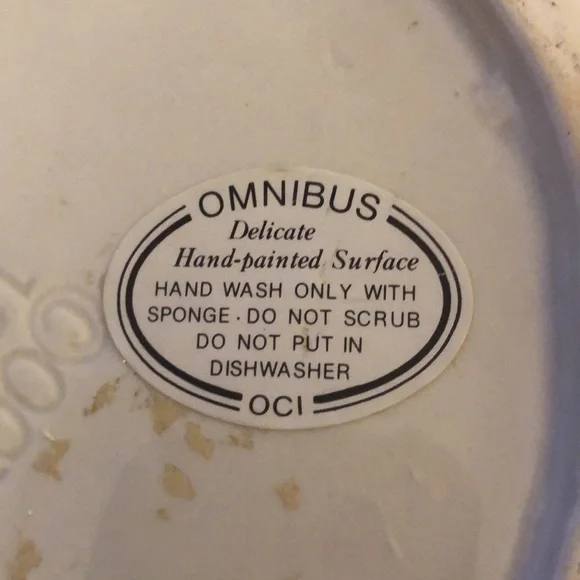 OMNIBUS
Delicate
Hand-painted Surface
HAND WASH ONLY WITH
SPONGE · DO NOT SCRUB
DO NOT PUT IN
DISHWASHER
OCI